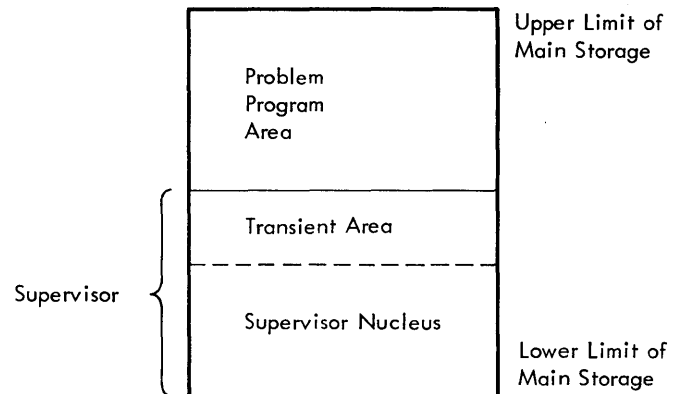 Upper Limit of
Main Storage
Problem
Program
Area
Transient Area
Supervisor
Supervisor Nucleus
Lower Limit of
Main Storage